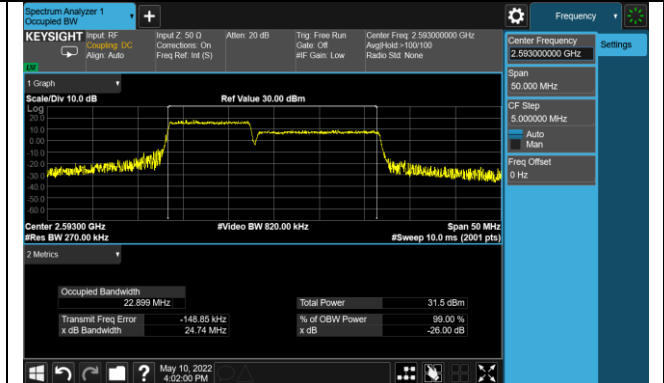 Spectrum Analyzer 1
Occupied BW
+
Frequency
KEYSIGHT
Input: RF
Coupling: DC
Align: Auto
Input Z: 50 Ω
Corrections: On
Freq Ref: Int (S)
Atten: 20 dB
Trig: Free Run
Gate: Off
#IF Gain: Low
Center Freq: 2.593000000 GHz
Avg|Hold:>100/100
Radio Std: None
Center Frequency
2.593000000 GHz
Settings
Span
50.000 MHz
CF Step
5.000000 MHz
Auto
Man
Freq Offset
0 Hz
1 Graph
Scale/Div 10.0 dB
Ref Value 30.00 dBm
Log
20.0
10.0
0.00
-10.0
-20.0
-30.0
-40.0
-50.0
-60.0
Center 2.59300 GHz
#Video BW 820.00 kHz
Span 50 MHz
#Res BW 270.00 kHz
#Sweep 10.0 ms (2001 pts)
2 Metrics
Occupied Bandwidth
22.899 MHz
Total Power
31.5 dBm
Transmit Freq Error
-148.85 kHz
% of OBW Power
99.00 %
x dB Bandwidth
24.74 MHz
x dB
-26.00 dB
?
May 10, 2022
4:02:00 PM